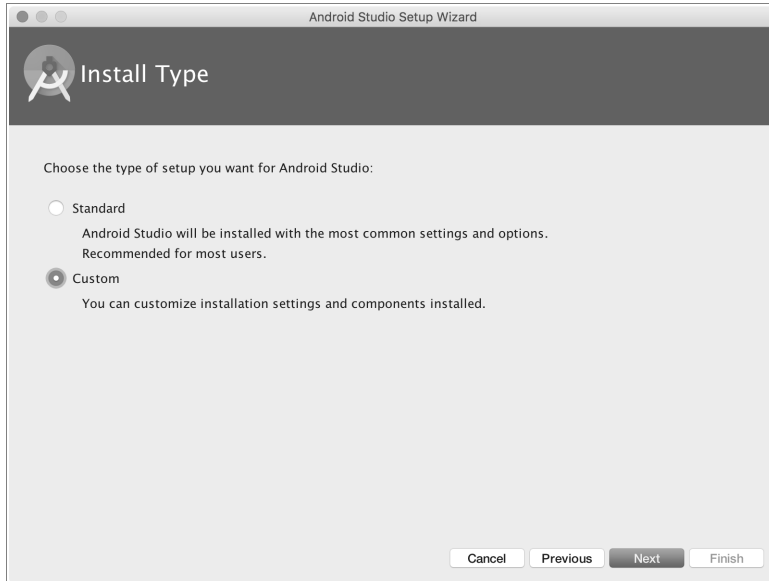 Android Studio Setup Wizard
Install Type
Choose the type of setup you want for Android Studio:
Standard
Android Studio will be installed with the most common settings and options.
Recommended for most users.
Custom
You can customize installation settings and components installed.
Cancel Previous Next Finish